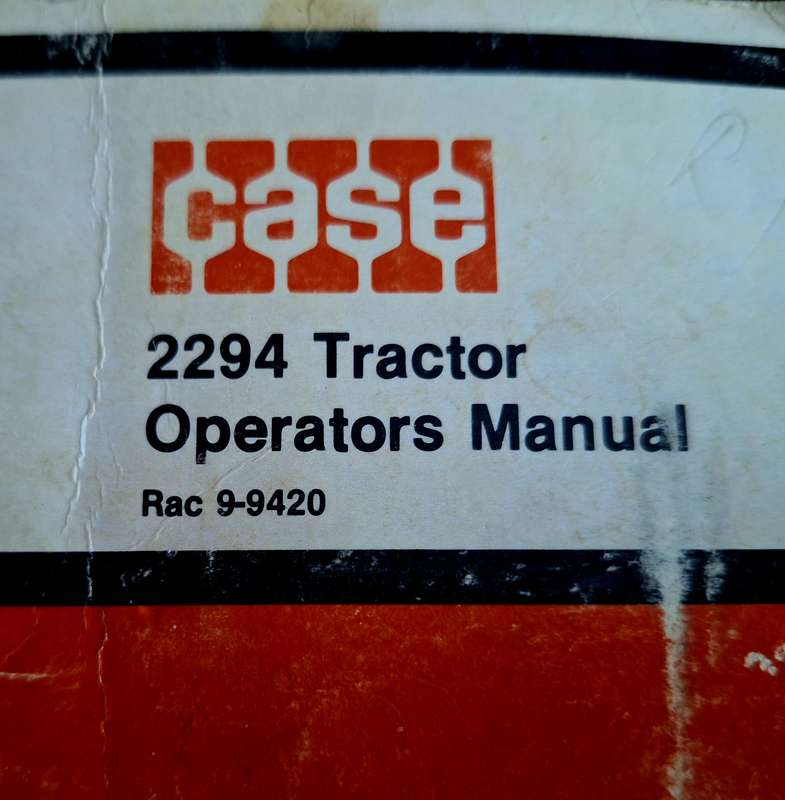 case
2294 Tractor
Operators Manual
Rac 9-9420